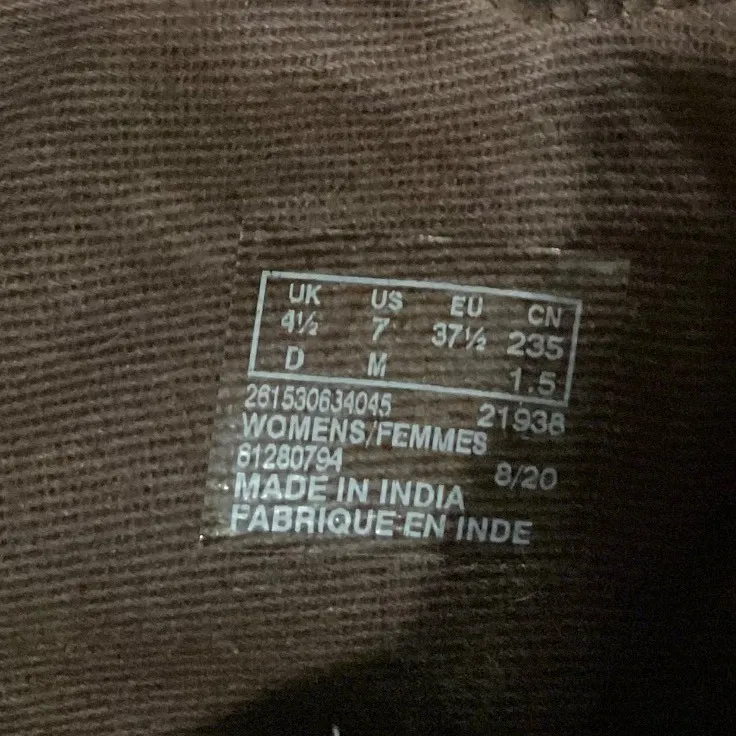 UK US EU CN
4½ 7 37½ 235
D M 1.5
261530634045 21938
WOMENS/FEMMES
61280794 8/20
MADE IN INDIA
FABRIQUE EN INDE